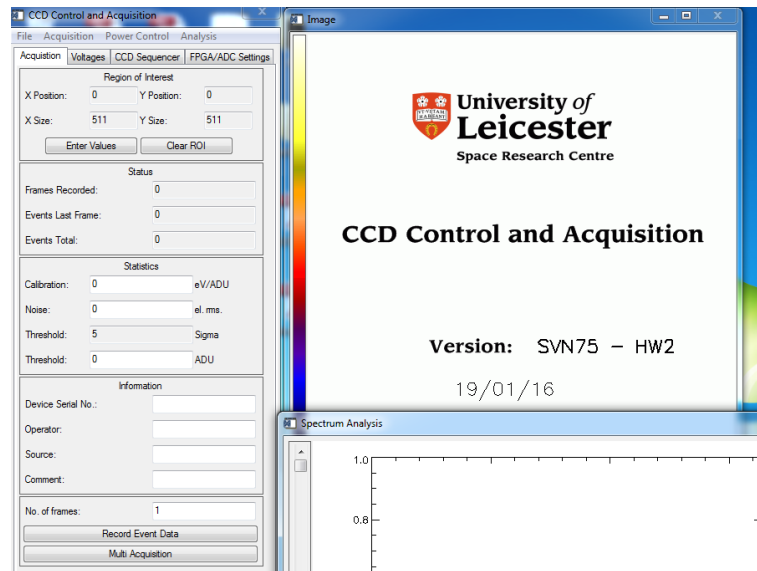 CCD Control and Acquisition
File Acquisition Power Control Analysis
Acquistion Voltages CCD Sequencer FPGA/ADC Settings
Region of Interest
X Position: 0 Y Position: 0
X Size: 511 Y Size: 511
Enter Values Clear ROI
Status
Frames Recorded: 0
Events Last Frame: 0
Events Total: 0
Statistics
Calibration: 0 eV/ADU
Noise: 0 el. rms.
Threshold: 5 Sigma
Threshold: 0 ADU
Information
Device Serial No.:
Operator:
Source:
Comment:
No. of frames: 1
Record Event Data
Multi Acquisition
Image
University of
Leicester
Space Research Centre
CCD Control and Acquisition
Version: SVN75 - HW2
19/01/16
Spectrum Analysis
1.0
0.8